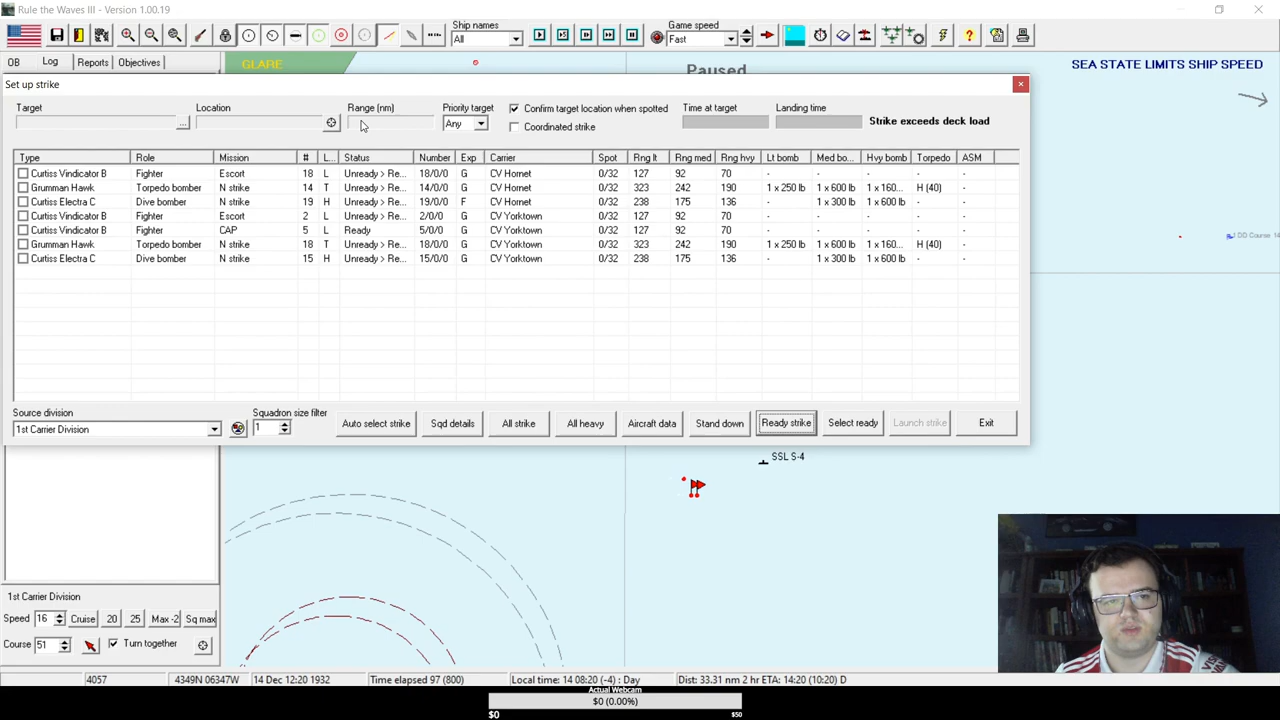 Rule the Waves III - Version 1.00.19
Ship names
All
Game speed
Fast
OB Log Reports Objectives
GLARE
Paused
SEA STATE LIMITS SHIP SPEED
Set up strike
Target Location Range (nm) Priority target Any
Confirm target location when spotted
Coordinated strike
Time at target Landing time Strike exceeds deck load
Type Role Mission # L... Status Number Exp Carrier Spot Rng lt Rng med Rng hvy Lt bomb Med bo... Hvy bomb Torpedo ASM
Curtiss Vindicator B Fighter Escort 18 L Unready > Re... 18/0/0 G CV Hornet 0/32 127 92 70 - - - - -
Grumman Hawk Torpedo bomber N strike 14 T Unready > Re... 14/0/0 G CV Hornet 0/32 323 242 190 1 x 250 lb 1 x 600 lb 1 x 160... H (40) -
Curtiss Electra C Dive bomber N strike 19 H Unready > Re... 19/0/0 F CV Hornet 0/32 238 175 136 - 1 x 300 lb 1 x 600 lb - -
Curtiss Vindicator B Fighter Escort 2 L Unready > Re... 2/0/0 G CV Yorktown 0/32 127 92 70 - - - - -
Curtiss Vindicator B Fighter CAP 5 L Ready 5/0/0 G CV Yorktown 0/32 127 92 70 - - - - -
Grumman Hawk Torpedo bomber N strike 18 T Unready > Re... 18/0/0 G CV Yorktown 0/32 323 242 190 1 x 250 lb 1 x 600 lb 1 x 160... H (40) -
Curtiss Electra C Dive bomber N strike 15 H Unready > Re... 15/0/0 G CV Yorktown 0/32 238 175 136 - 1 x 300 lb 1 x 600 lb - -
1 DD Course 14
Source division
1st Carrier Division
Squadron size filter
1
Auto select strike Sqd details All strike All heavy Aircraft data Stand down Ready strike Select ready Launch strike Exit
SSL S-4
1st Carrier Division
Speed 16 Cruise 20 25 Max -2 Sq max
Course 51 Turn together
4057 4349N 06347W 14 Dec 12:20 1932 Time elapsed 97 (800) Local time: 14 08:20 (-4) : Day Dist: 33.31 nm 2 hr ETA: 14:20 (10:20) D
Actual Webcam
$0 (0.00%)
$0 $50